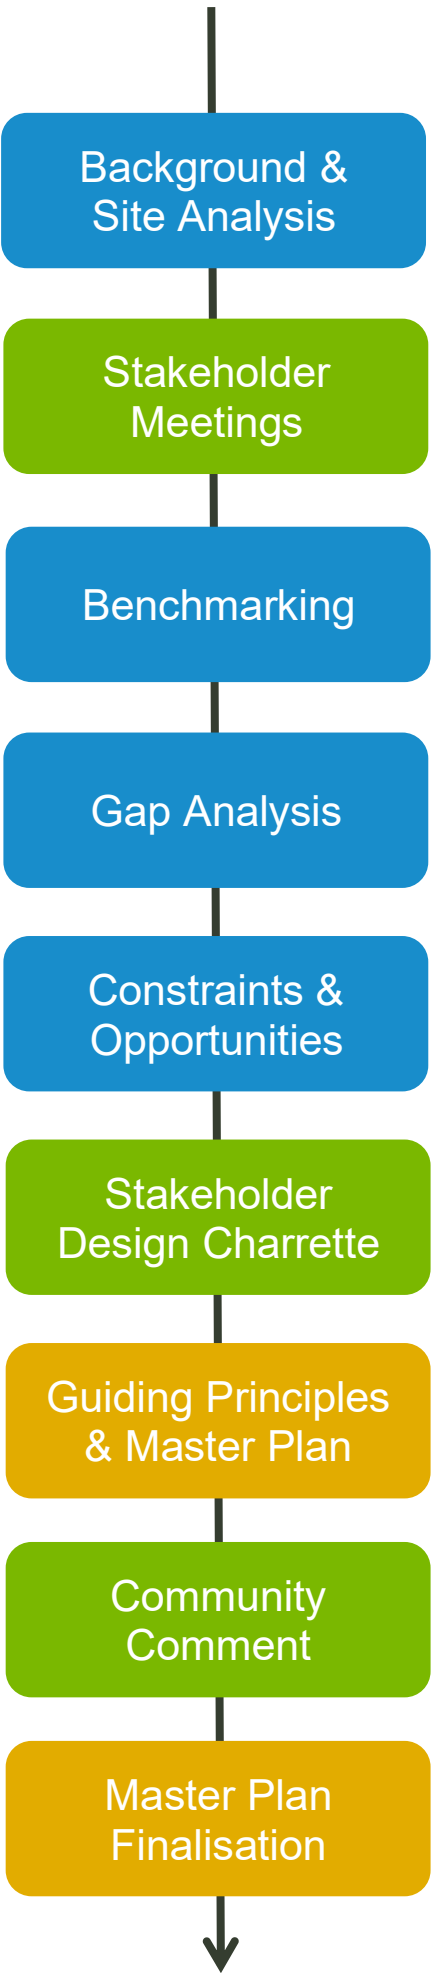 Background &
Site Analysis
Stakeholder
Meetings
Benchmarking
Gap Analysis
Constraints &
Opportunities
Stakeholder
Design Charrette
Guiding Principles
& Master Plan
Community
Comment
Master Plan
Finalisation